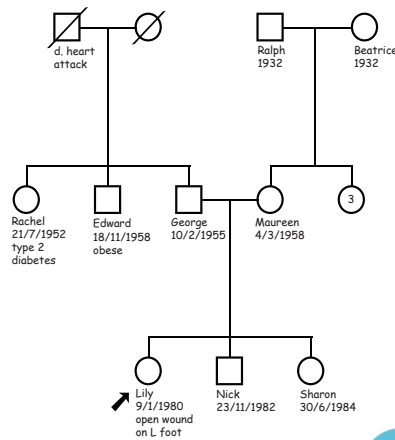 d. heart
attack
Ralph
1932
Beatrice
1932
Rachel
21/7/1952
type 2
diabetes
Edward
18/11/1958
obese
George
10/2/1955
Maureen
4/3/1958
3
Lily
9/1/1980
open wound
on L foot
Nick
23/11/1982
Sharon
30/6/1984